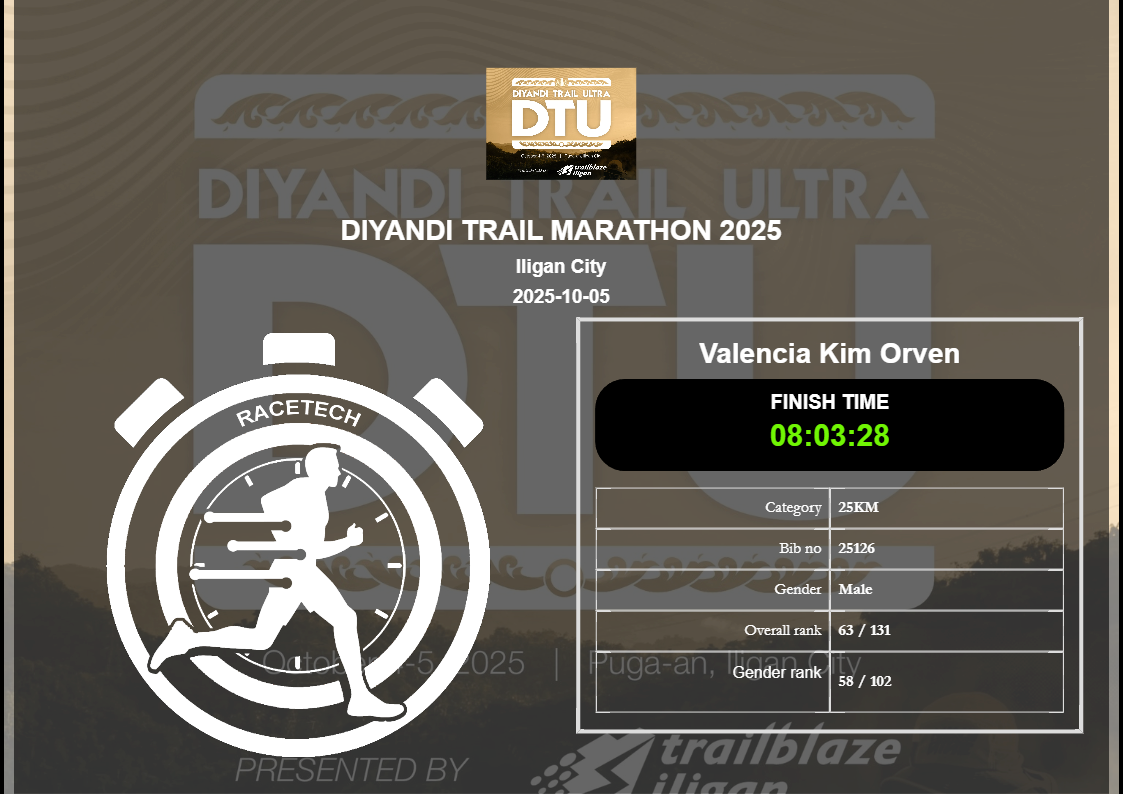 DIYANDI TRAIL ULTRA
DTU
trailblaze
iligan
DIYANDI TRAIL ULTRA
DTU
DIYANDI TRAIL MARATHON 2025
Iligan City
2025-10-05
RACETECH
Valencia Kim Orven
FINISH TIME
08:03:28
Category 25KM
Bib no 25126
Gender Male
Overall rank 63 / 131
Gender rank 58 / 102
October 4-5, 2025 | Puga-an, Iligan City
PRESENTED BY
trailblaze
iligan